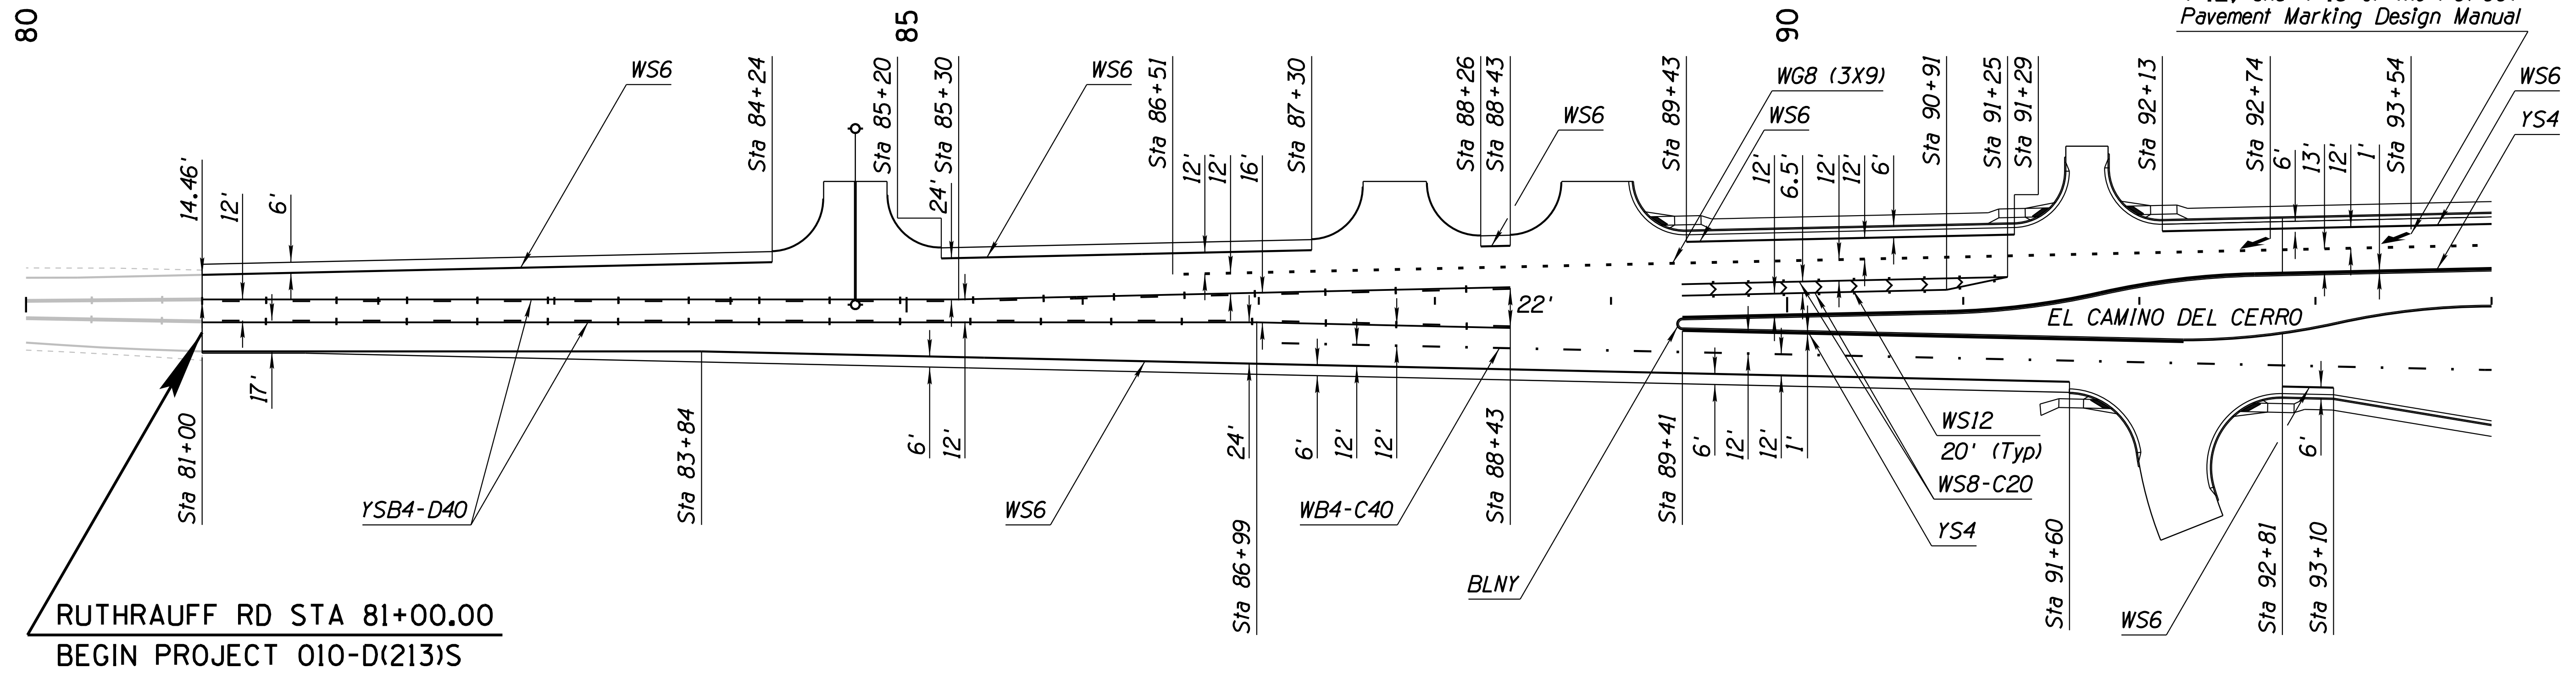 80
85
90
Pavement Marking Design Manual
WS6
Sta 84+24
Sta 85+20
Sta 85+30
WS6
Sta 86+51
Sta 87+30
Sta 88+26
Sta 88+43
WS6
WG8 (3X9)
Sta 89+43
WS6
Sta 90+91
Sta 91+25
Sta 91+29
Sta 92+13
Sta 92+74
Sta 93+54
WS6
YS4
14.46'
12'
6'
24'
12'
12'
16'
12'
6.5'
12'
12'
6'
6'
13'
12'
1'
22'
EL CAMINO DEL CERRO
17'
Sta 81+00
YSB4-D40
Sta 83+84
6'
12'
WS6
24'
Sta 86+99
6'
12'
12'
WB4-C40
Sta 88+43
BLNY
Sta 89+41
6'
12'
12'
1'
WS12
20' (Typ)
WS8-C20
YS4
Sta 91+60
WS6
Sta 92+81
Sta 93+10
6'
RUTHRAUFF RD STA 81+00.00
BEGIN PROJECT 010-D(213)S